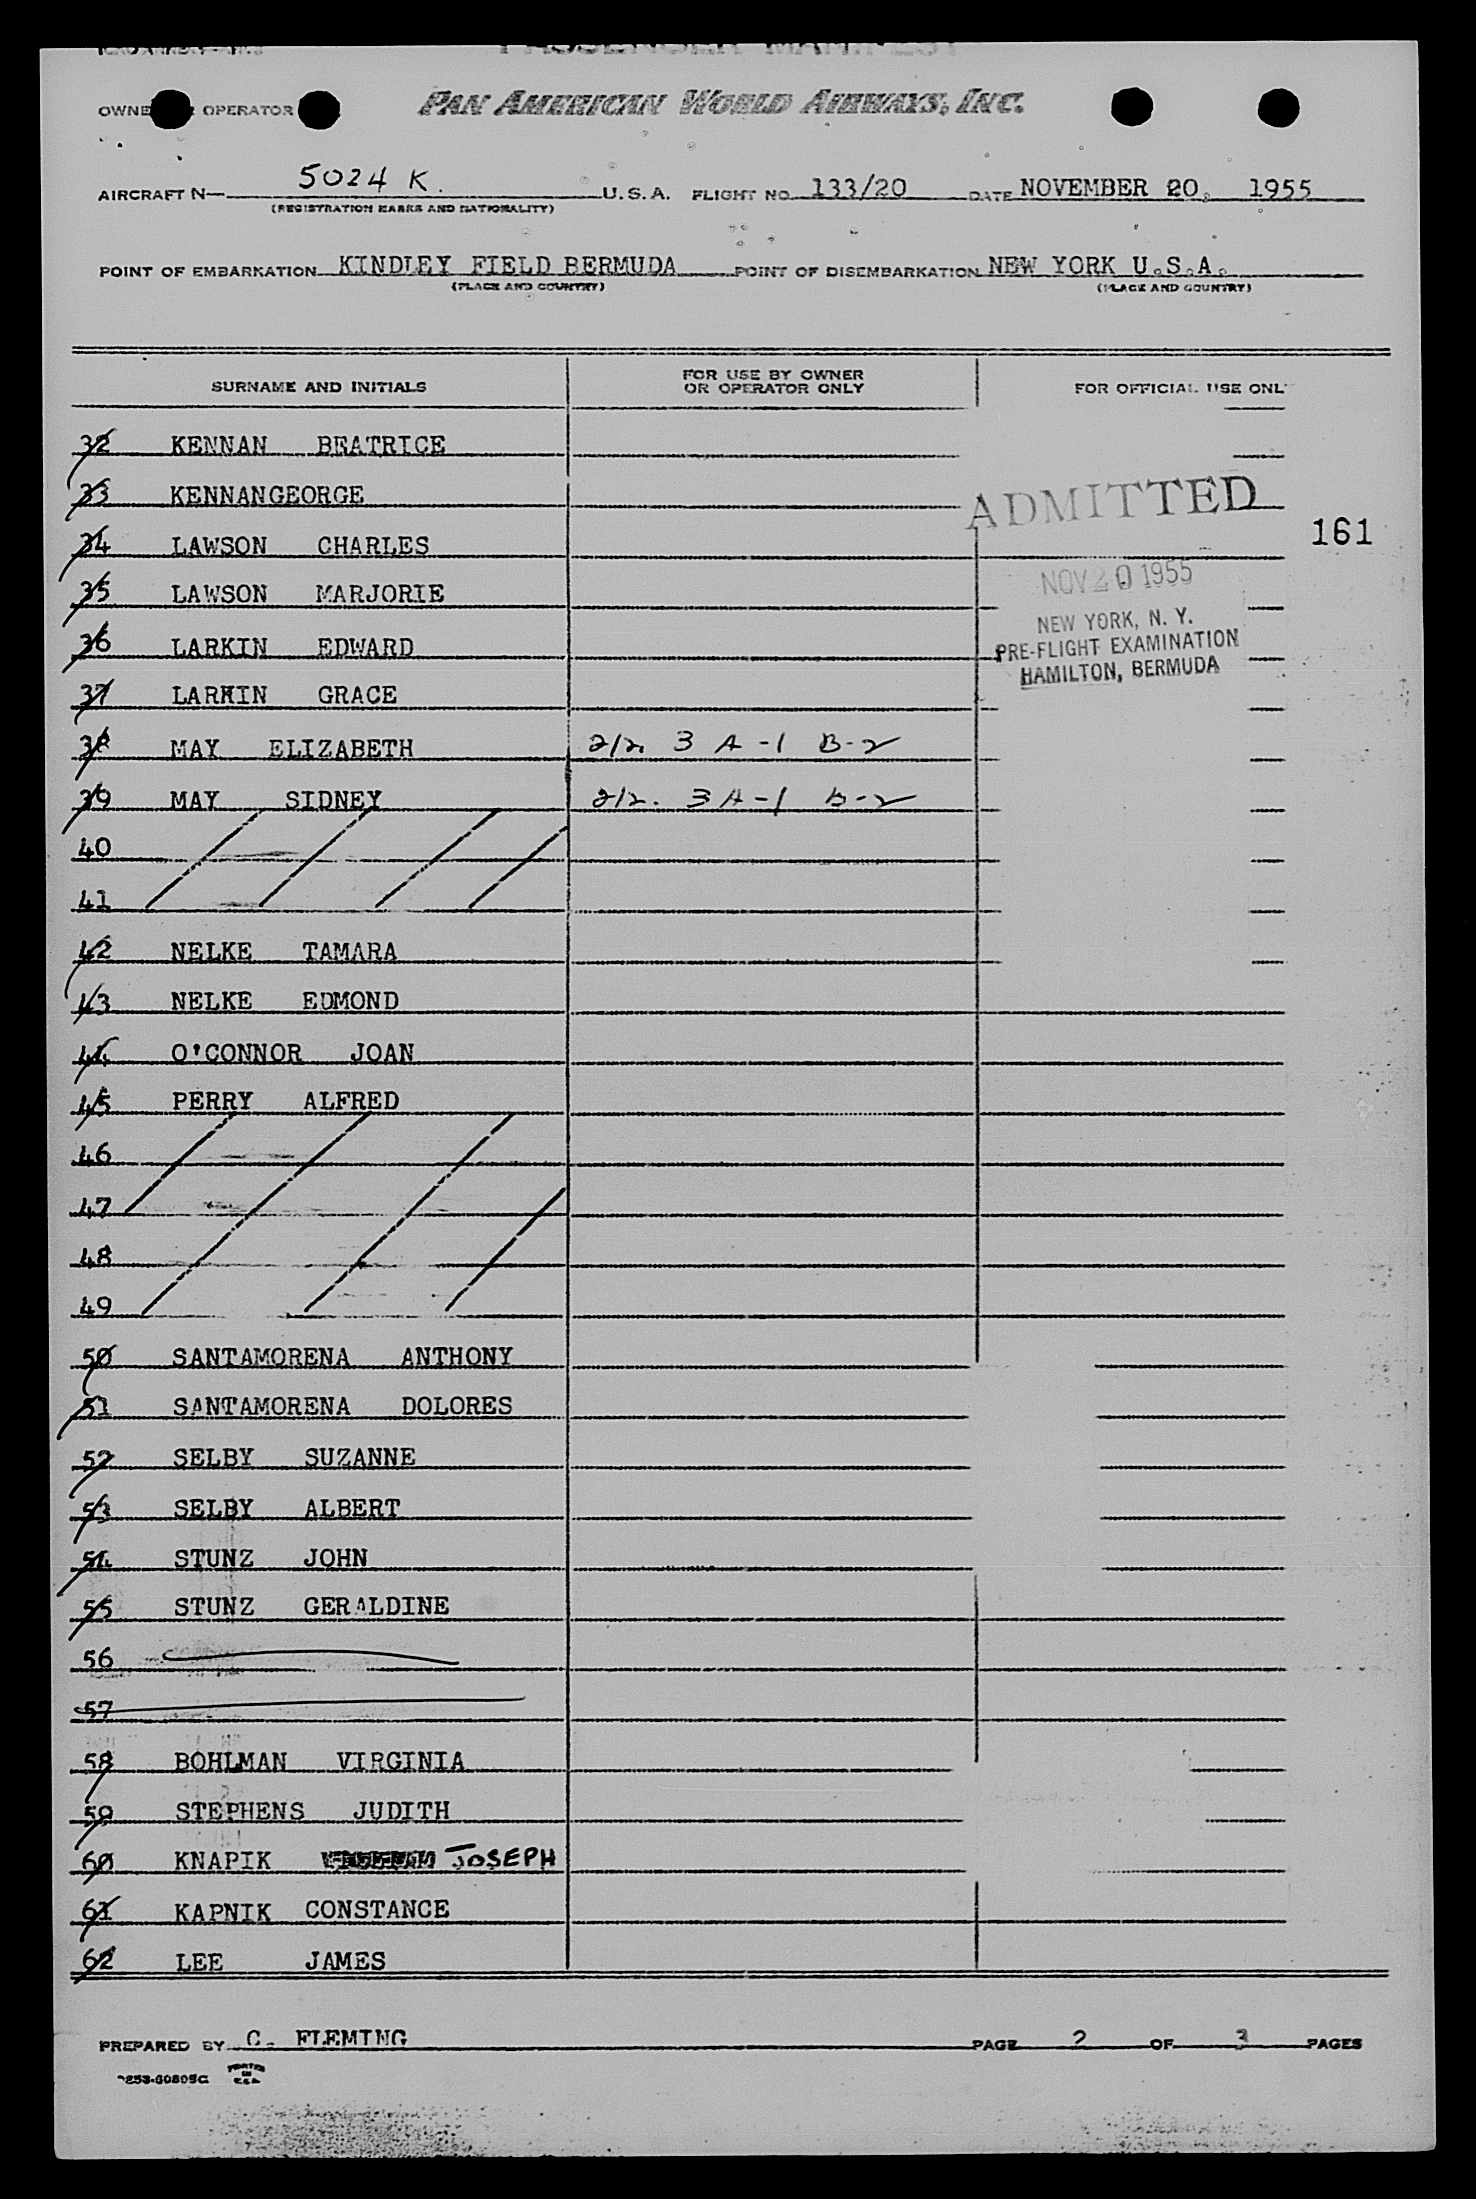 PASSENGER MANIFEST
OPERATOR PAN AMERICAN WORLD AIRWAYS, INC.
AIRCRAFT N— 5024 K. U.S.A. FLIGHT NO. 133/20 DATE NOVEMBER 20, 1955
(REGISTRATION MARKS AND NATIONALITY)
POINT OF EMBARKATION KINDLEY FIELD BERMUDA POINT OF DISEMBARKATION NEW YORK U.S.A.
(PLACE AND COUNTRY) (PLACE AND COUNTRY)
SURNAME AND INITIALS FOR USE BY OWNER OR OPERATOR ONLY FOR OFFICIAL USE ONL
32 KENNAN BEATRICE
33 KENNANGEORGE
ADMITTED
161
34 LAWSON CHARLES
NOV 20 1955
35 LAWSON MARJORIE
NEW YORK, N. Y.
36 LARKIN EDWARD
PRE-FLIGHT EXAMINATION
HAMILTON, BERMUDA
37 LARKIN GRACE
38 MAY ELIZABETH 212. 3 A-1 B-2
39 MAY SIDNEY 212. 3 A-1 B-2
40
41
42 NELKE TAMARA
43 NELKE EDMOND
44 O'CONNOR JOAN
45 PERRY ALFRED
46
47
48
49
50 SANTAMORENA ANTHONY
51 SANTAMORENA DOLORES
52 SELBY SUZANNE
53 SELBY ALBERT
54 STUNZ JOHN
55 STUNZ GERALDINE
56
57
58 BOHLMAN VIRGINIA
59 STEPHENS JUDITH
60 KNAPIK JOSEPH
61 KAPNIK CONSTANCE
62 LEE JAMES
PREPARED BY C. FLEMING PAGE 2 OF 3 PAGES
PRINTED IN U.S.A.